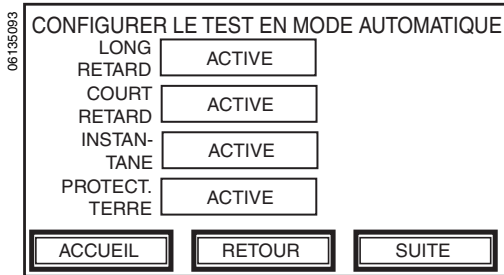 06135093
CONFIGURER LE TEST EN MODE AUTOMATIQUE
LONG
RETARD
ACTIVE
COURT
RETARD
ACTIVE
INSTAN-
TANE
ACTIVE
PROTECT.
TERRE
ACTIVE
ACCUEIL
RETOUR
SUITE